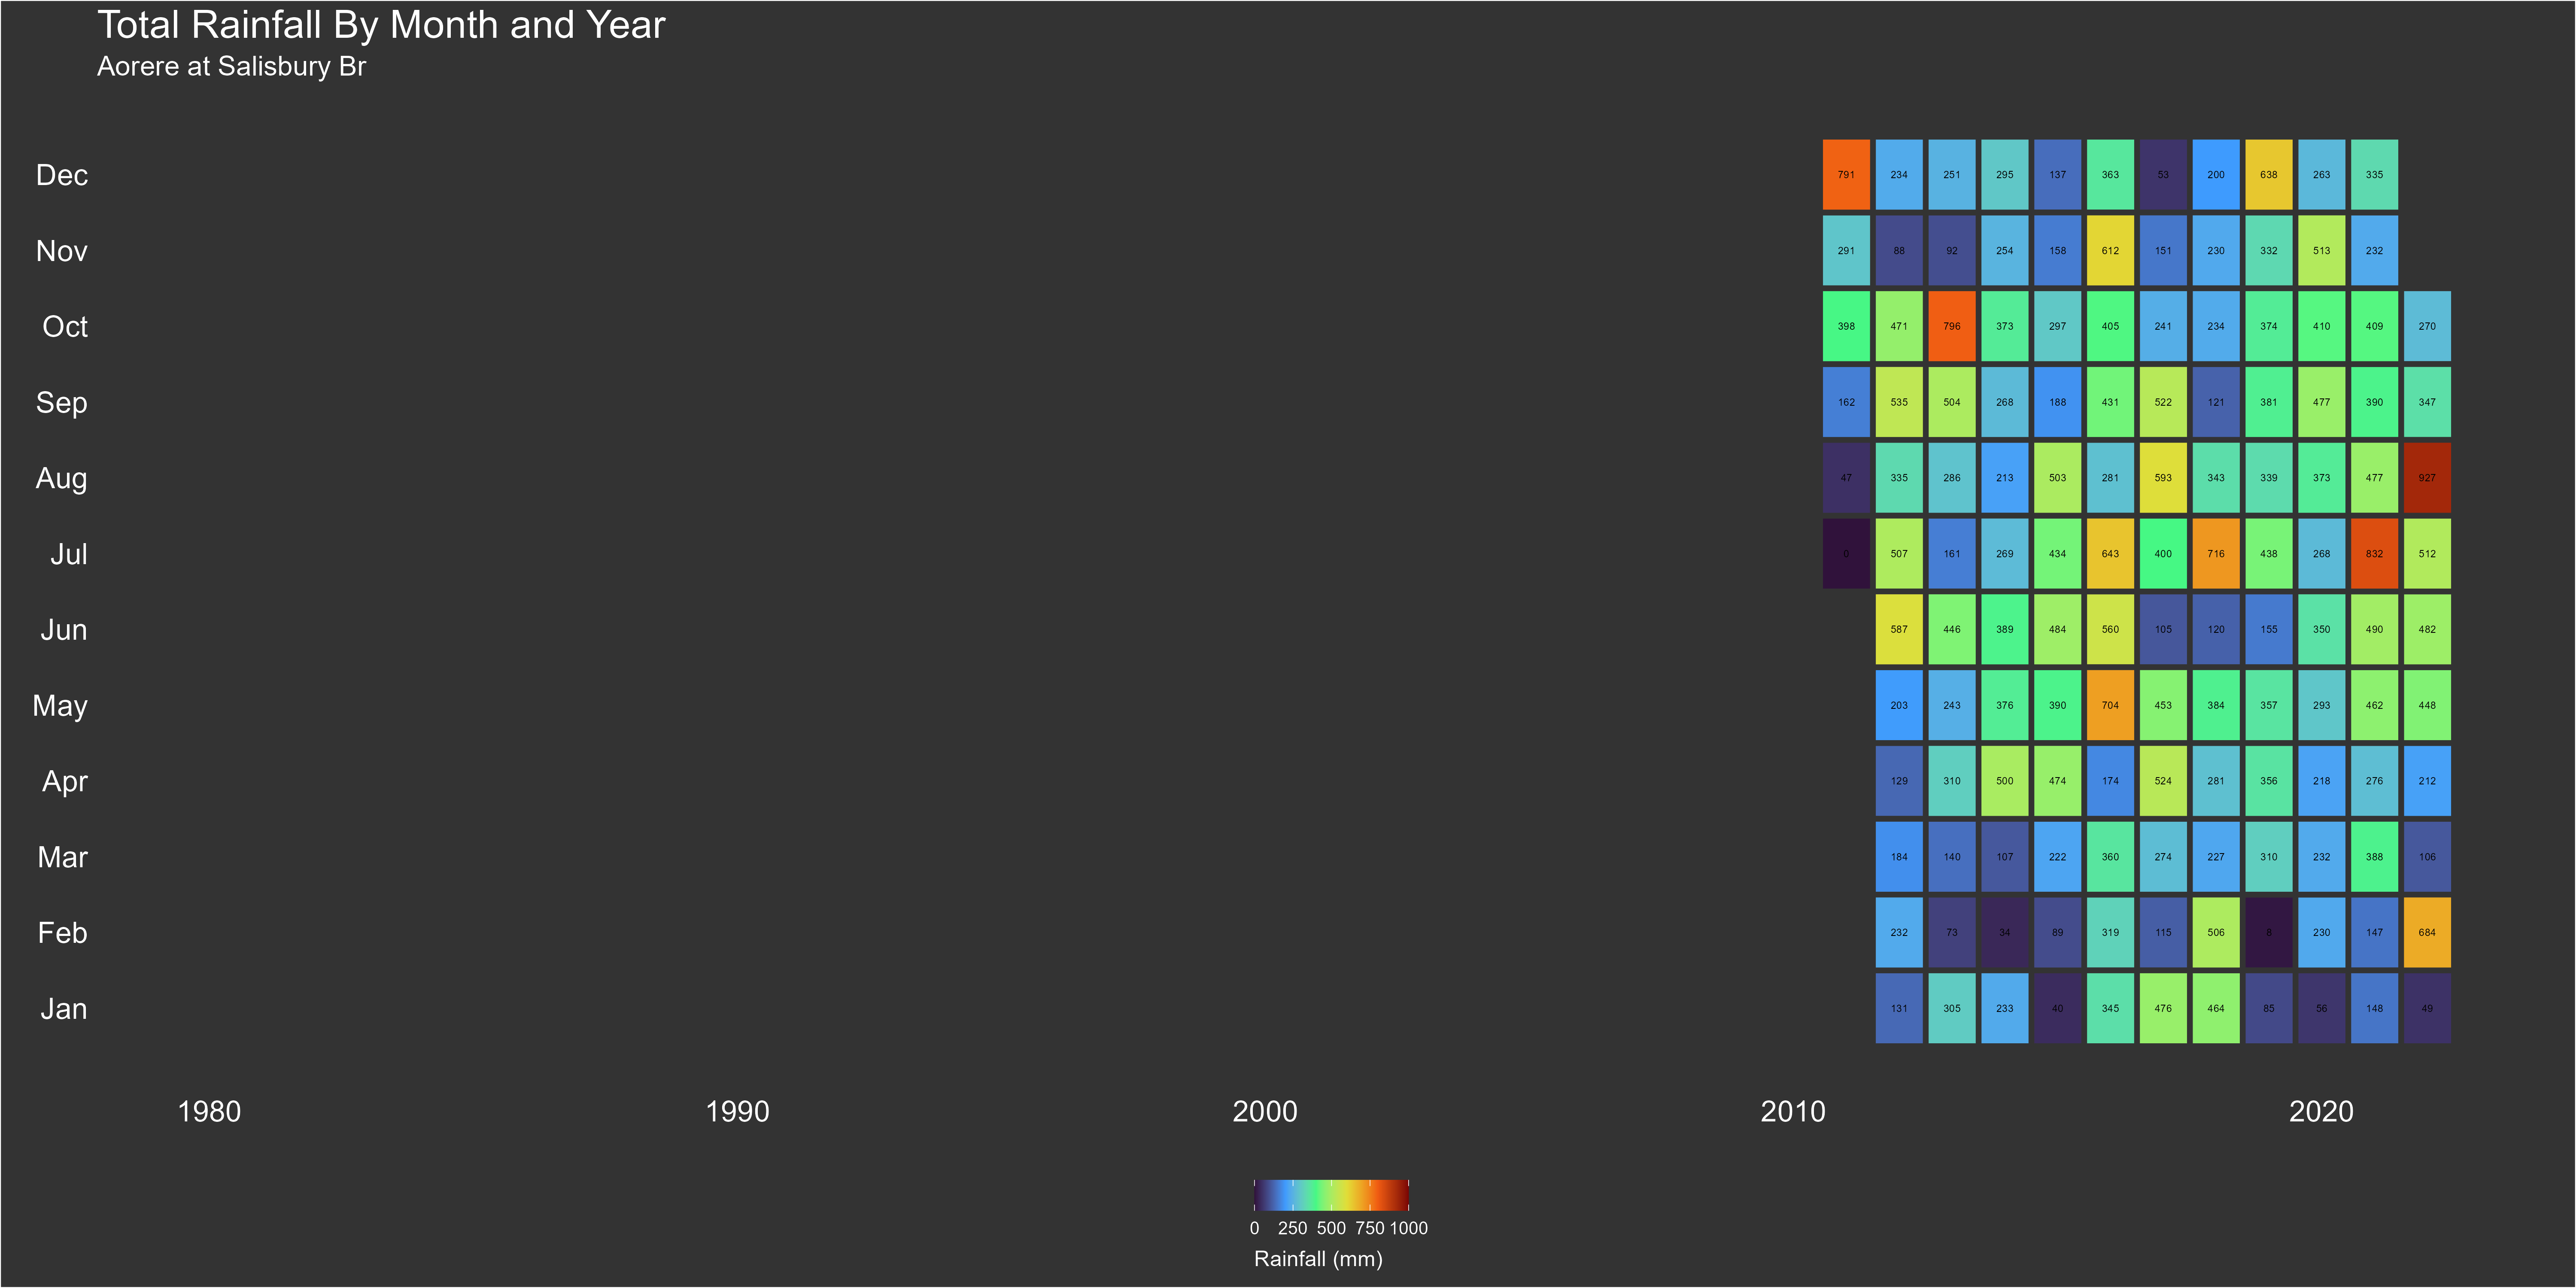 Total Rainfall By Month and Year
Aorere at Salisbury Br
Dec 791 234 251 295 137 363 53 200 638 263 335
Nov 291 88 92 254 158 612 151 230 332 513 232
Oct 398 471 796 373 297 405 241 234 374 410 409 270
Sep 162 535 504 268 188 431 522 121 381 477 390 347
Aug 47 335 286 213 503 281 593 343 339 373 477 927
Jul 0 507 161 269 434 643 400 716 438 268 832 512
Jun 587 446 389 484 560 105 120 155 350 490 482
May 203 243 376 390 704 453 384 357 293 462 448
Apr 129 310 500 474 174 524 281 356 218 276 212
Mar 184 140 107 222 360 274 227 310 232 388 106
Feb 232 73 34 89 319 115 506 8 230 147 684
Jan 131 305 233 40 345 476 464 85 56 148 49
1980 1990 2000 2010 2020
0 250 500 750 1000
Rainfall (mm)